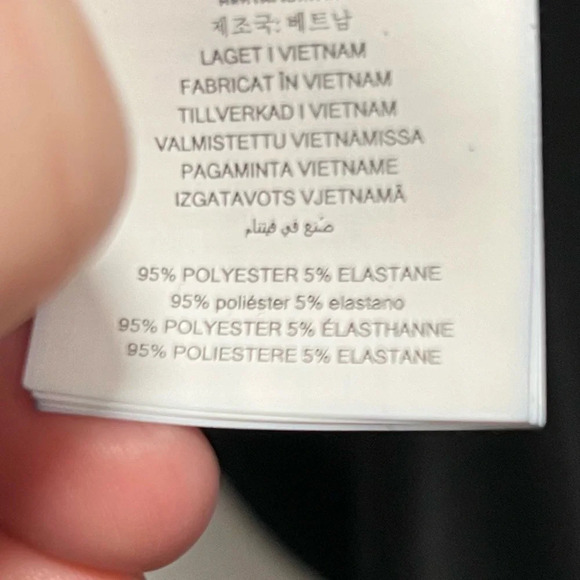 제조국: 베트남
LAGET I VIETNAM
FABRICAT ÎN VIETNAM
TILLVERKAD I VIETNAM
VALMISTETTU VIETNAMISSA
PAGAMINTA VIETNAME
IZGATAVOTS VJETNAMĀ
صُنع في فيتنام
95% POLYESTER 5% ELASTANE
95% poliéster 5% elastano
95% POLYESTER 5% ÉLASTHANNE
95% POLIESTERE 5% ELASTANE